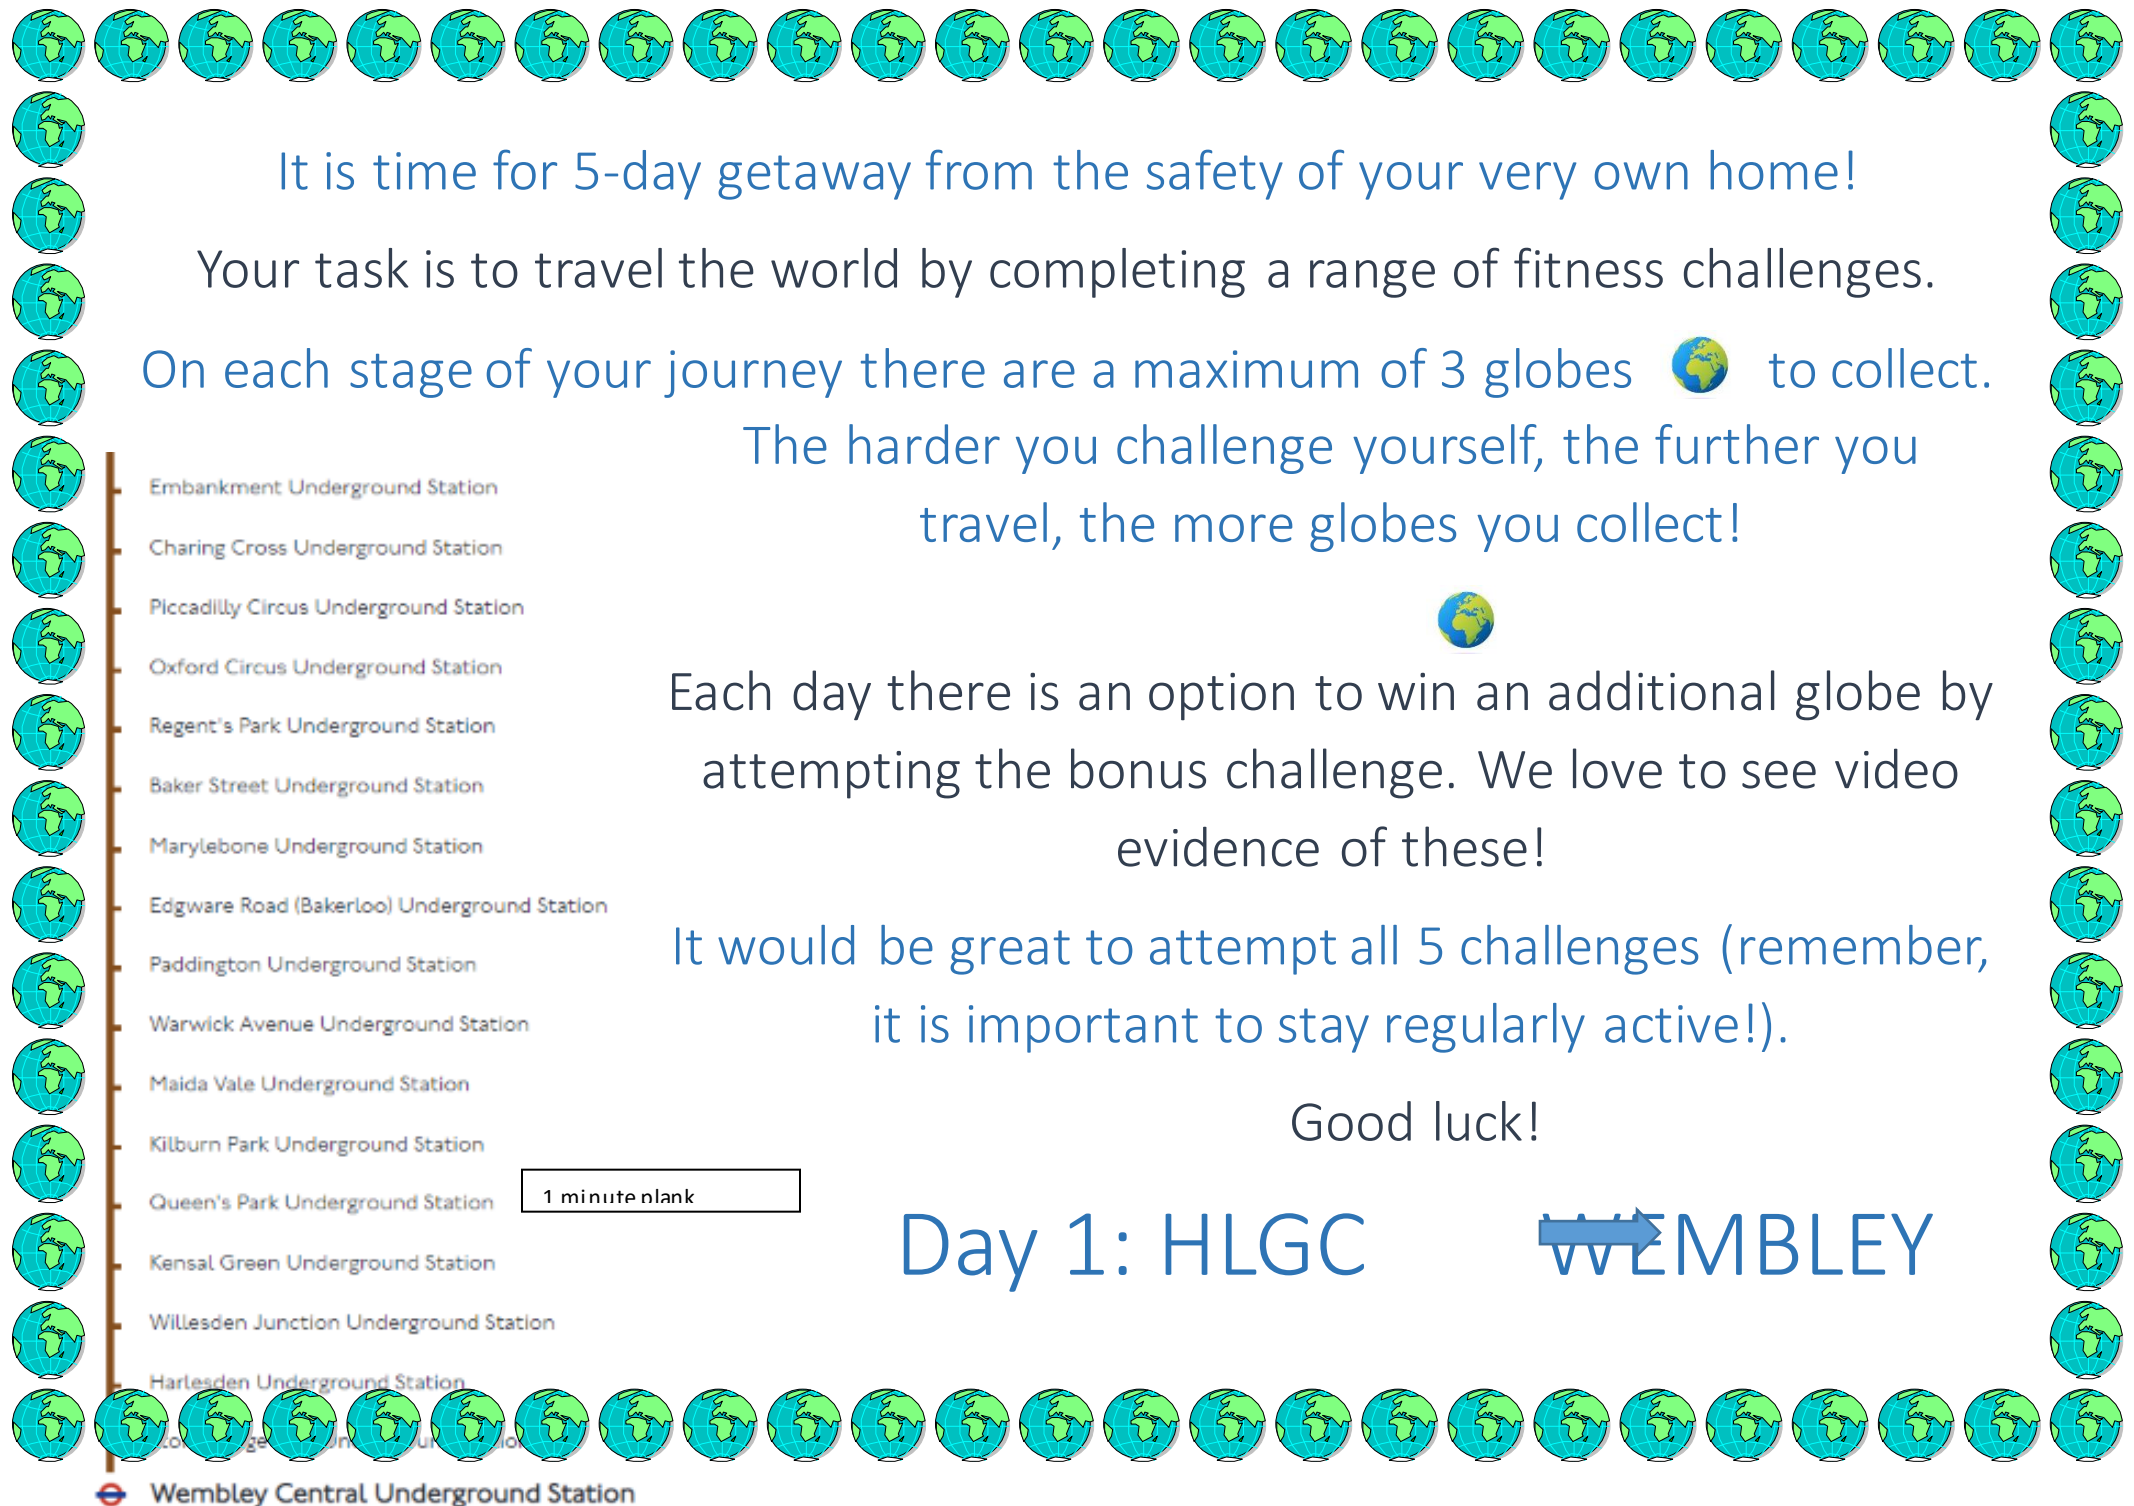 It is time for 5-day getaway from the safety of your very own home!
Your task is to travel the world by completing a range of fitness challenges.
On each stage of your journey there are a maximum of 3 globes to collect.
The harder you challenge yourself, the further you
travel, the more globes you collect!
Each day there is an option to win an additional globe by
attempting the bonus challenge. We love to see video
evidence of these!
It would be great to attempt all 5 challenges (remember,
it is important to stay regularly active!).
Good luck!
Day 1: HLGC WEMBLEY
Embankment Underground Station
Charing Cross Underground Station
Piccadilly Circus Underground Station
Oxford Circus Underground Station
Regent's Park Underground Station
Baker Street Underground Station
Marylebone Underground Station
Edgware Road (Bakerloo) Underground Station
Paddington Underground Station
Warwick Avenue Underground Station
Maida Vale Underground Station
Kilburn Park Underground Station
Queen's Park Underground Station
1 minute plank
Kensal Green Underground Station
Willesden Junction Underground Station
Harlesden Underground Station
Wembley Central Underground Station